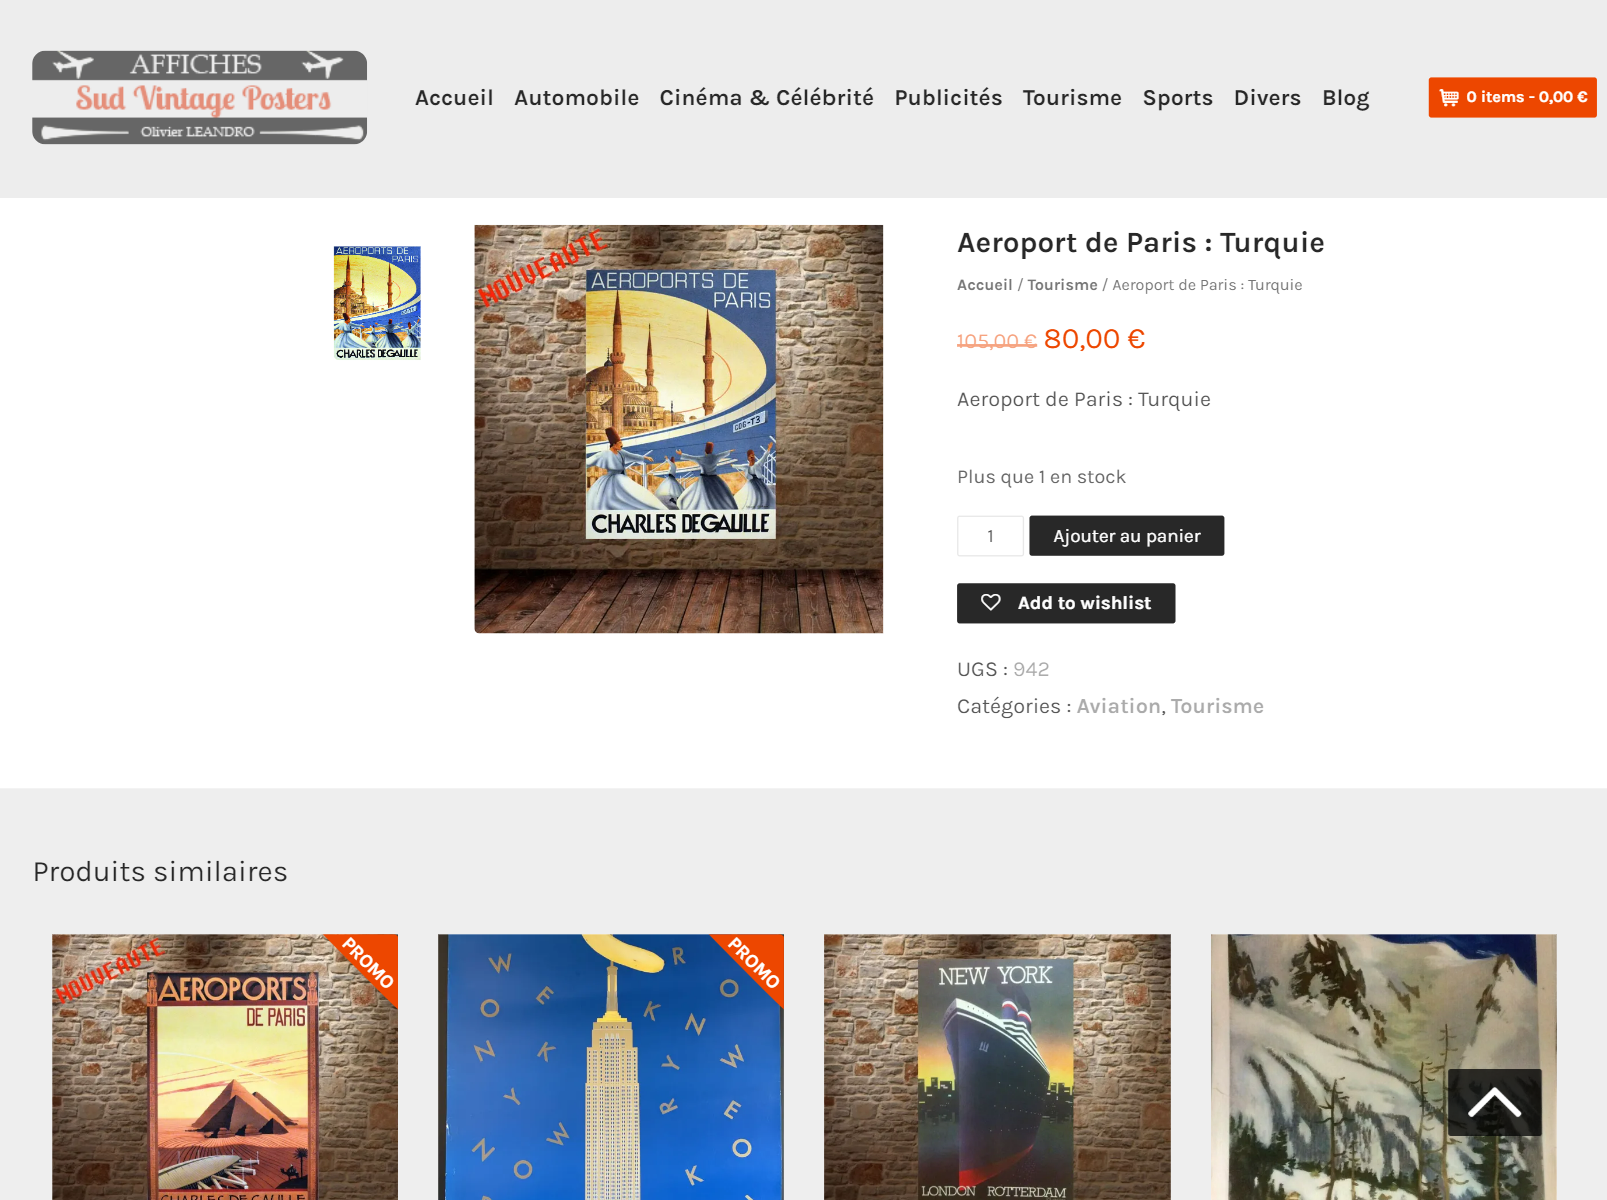 AFFICHES
Sud Vintage Posters
Olivier LEANDRO
Accueil Automobile Cinéma & Célébrité Publicités Tourisme Sports Divers Blog
0 items - 0,00 €
AEROPORTS DE
PARIS
CHARLES DEGAULLE
NOUVEAUTE
AEROPORTS DE
PARIS
CDG-T3
CHARLES DEGAULLE
Aeroport de Paris : Turquie
Accueil / Tourisme / Aeroport de Paris : Turquie
105,00 € 80,00 €
Aeroport de Paris : Turquie
Plus que 1 en stock
1 Ajouter au panier
Add to wishlist
UGS : 942
Catégories : Aviation, Tourisme
Produits similaires
NOUVEAUTE
PROMO
AEROPORTS
DE PARIS
CHARLES DE GAULLE
PROMO
W R O E K N O N K W Y Y R E W N O O K
NEW YORK
LONDON ROTTERDAM